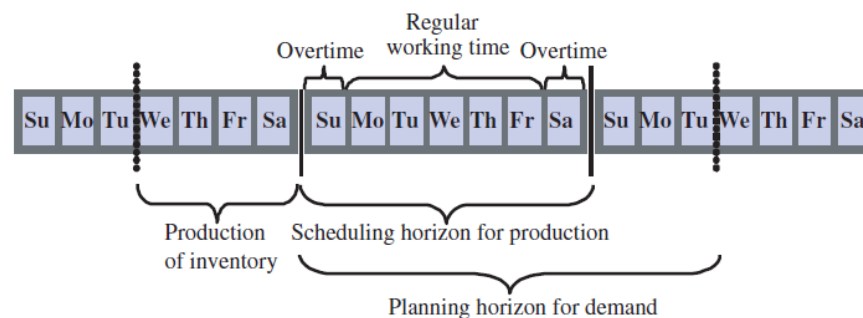 Regular
Overtime working time Overtime
Su Mo Tu We Th Fr Sa Su Mo Tu We Th Fr Sa Su Mo Tu We Th Fr Sa
Production Scheduling horizon for production
of inventory
Planning horizon for demand